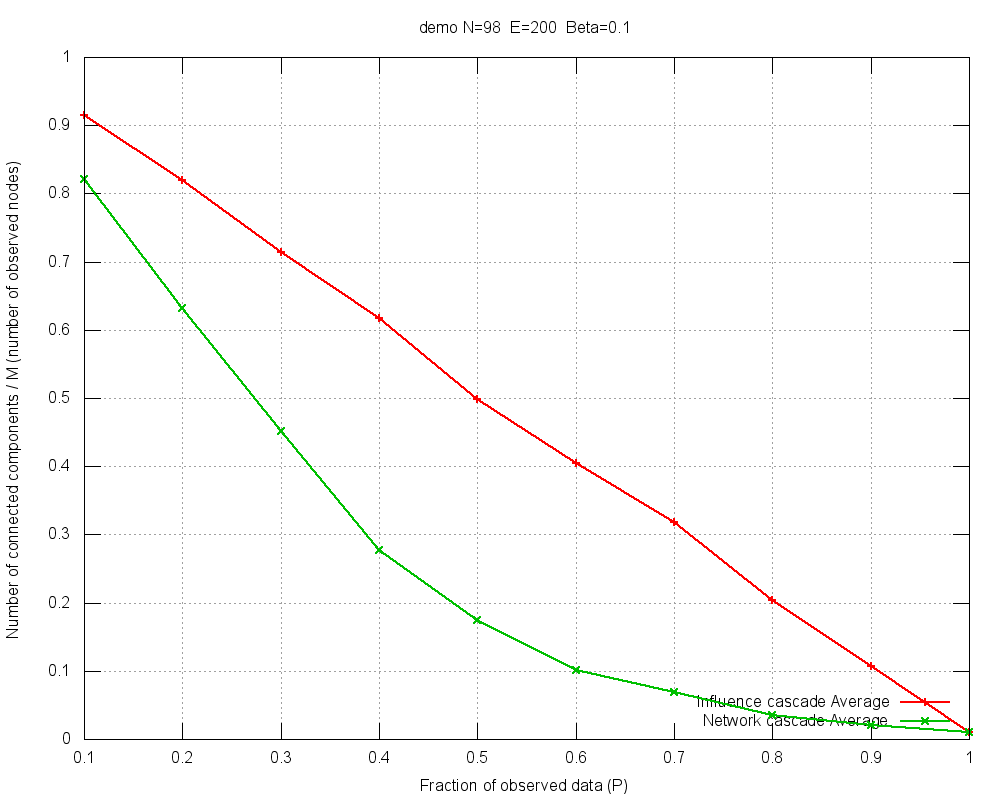 demo N=98 E=200 Beta=0.1
1
0.9
0.8
0.7
0.6
0.5
0.4
0.3
0.2
0.1
0
Number of connected components / M (number of observed nodes)
Influence cascade Average
Network cascade Average
0.1 0.2 0.3 0.4 0.5 0.6 0.7 0.8 0.9 1
Fraction of observed data (P)